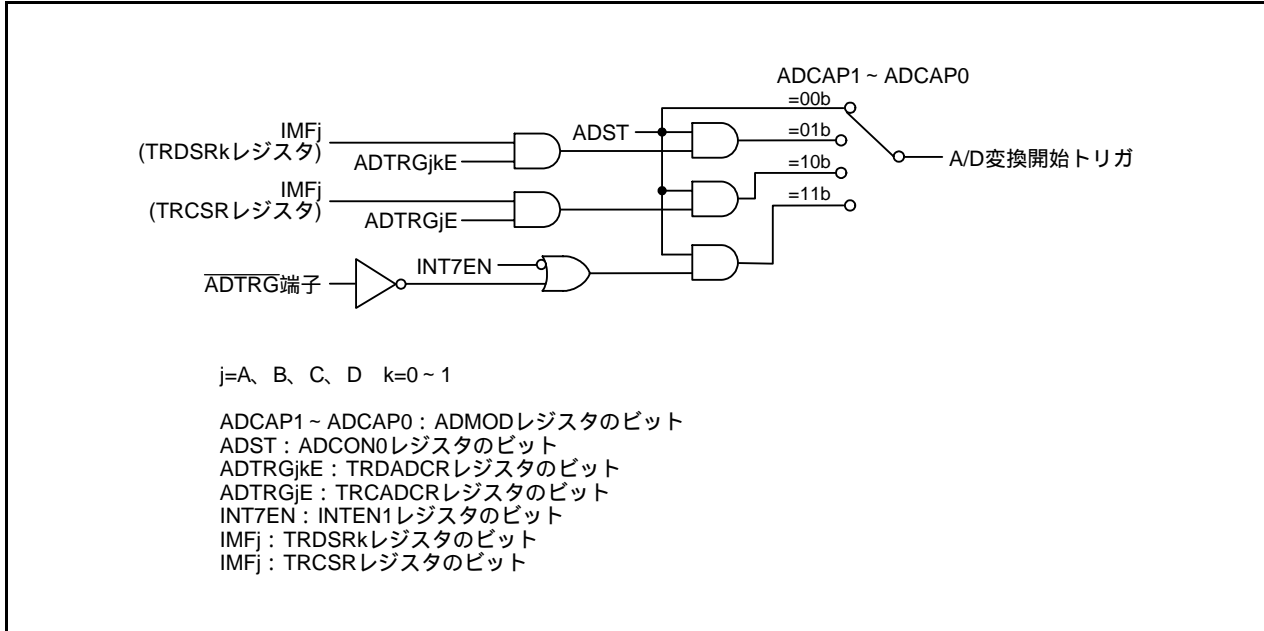 ADCAP1 ~ ADCAP0
=00b
IMFj
(TRDSRkレジスタ)
ADTRGjkE
ADST
=01b
A/D変換開始トリガ
=10b
IMFj
(TRCSRレジスタ)
ADTRGjE
=11b
INT7EN
ADTRG端子
j=A、B、C、D k=0 ~ 1
ADCAP1 ~ ADCAP0：ADMODレジスタのビット
ADST：ADCON0レジスタのビット
ADTRGjkE：TRDADCRレジスタのビット
ADTRGjE：TRCADCRレジスタのビット
INT7EN：INTEN1レジスタのビット
IMFj：TRDSRkレジスタのビット
IMFj：TRCSRレジスタのビット